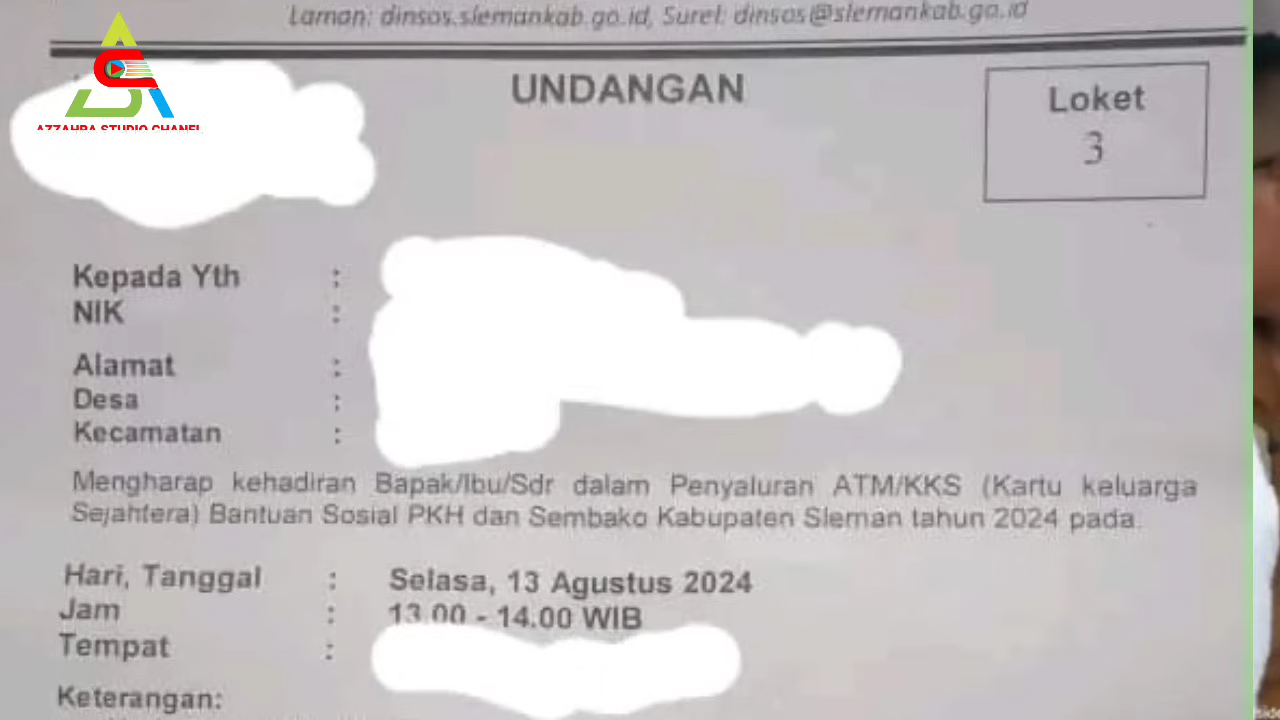 Laman: dinsos.slemankab.go.id, Surel: dinsos@slemankab.go.id
AZZAHRA STUDIO CHANEL
UNDANGAN
Loket
3
Kepada Yth :
NIK :
Alamat :
Desa :
Kecamatan :
Mengharap kehadiran Bapak/Ibu/Sdr dalam Penyaluran ATM/KKS (Kartu keluarga
Sejahtera) Bantuan Sosial PKH dan Sembako Kabupaten Sleman tahun 2024 pada.
Hari, Tanggal : Selasa, 13 Agustus 2024
Jam : 13.00 - 14.00 WIB
Tempat :
Keterangan: